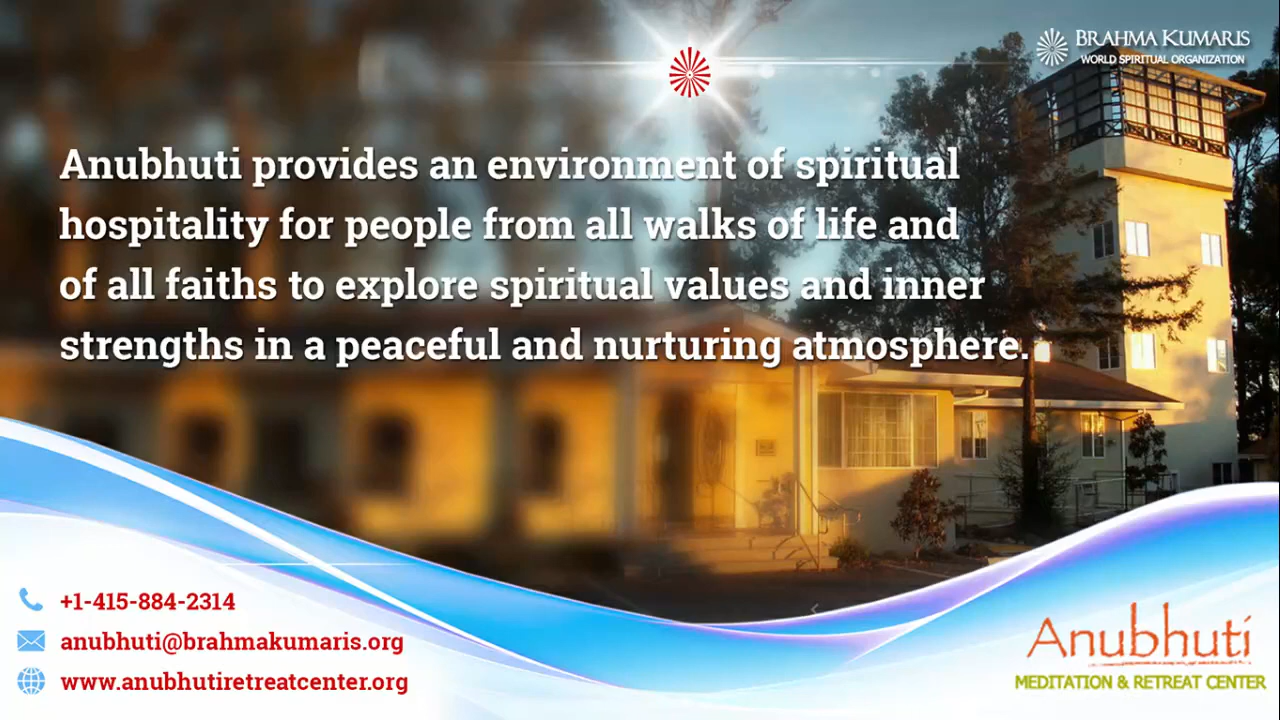 BRAHMA KUMARIS
WORLD SPIRITUAL ORGANIZATION
Anubhuti provides an environment of spiritual
hospitality for people from all walks of life and
of all faiths to explore spiritual values and inner
strengths in a peaceful and nurturing atmosphere.
+1-415-884-2314
anubhuti@brahmakumaris.org
www.anubhutiretreatcenter.org
Anubhuti
MEDITATION & RETREAT CENTER